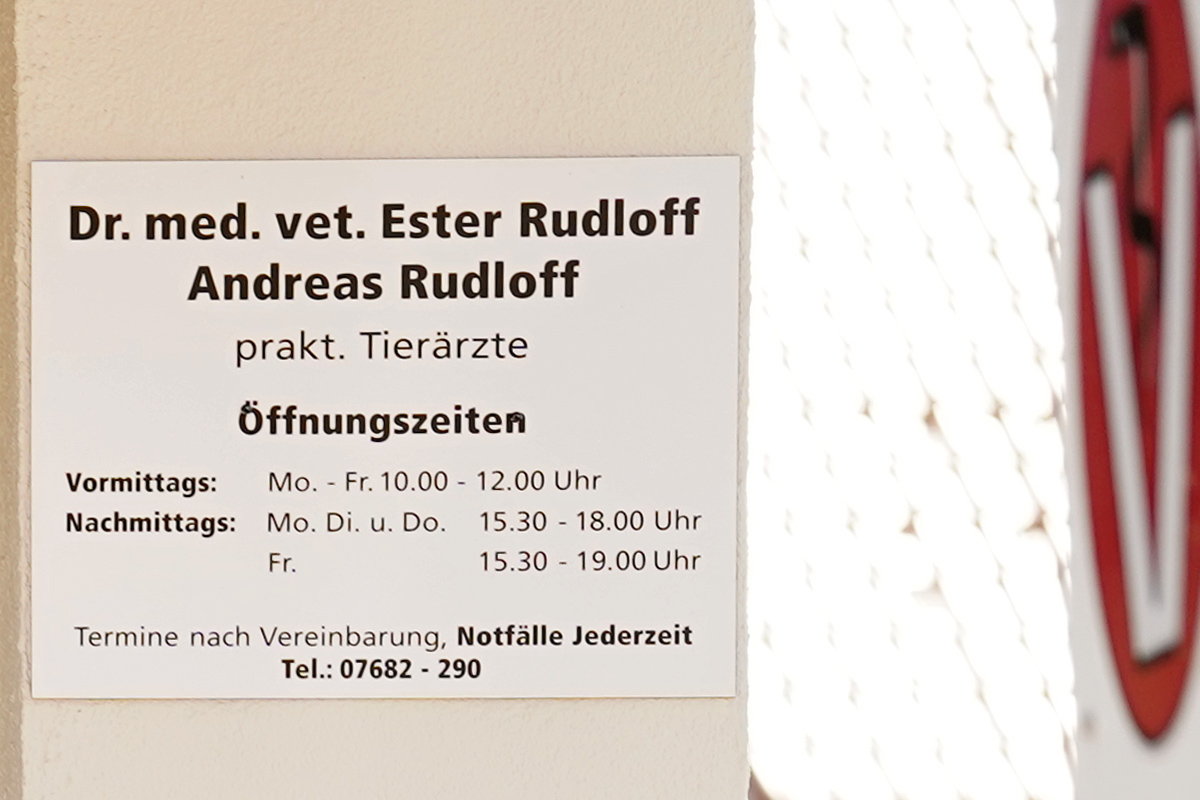 Dr. med. vet. Ester Rudloff
Andreas Rudloff
prakt. Tierärzte
Öffnungszeiten
Vormittags: Mo. - Fr. 10.00 - 12.00 Uhr
Nachmittags: Mo. Di. u. Do. 15.30 - 18.00 Uhr
Fr. 15.30 - 19.00 Uhr
Termine nach Vereinbarung, Notfälle Jederzeit
Tel.: 07682 - 290
V